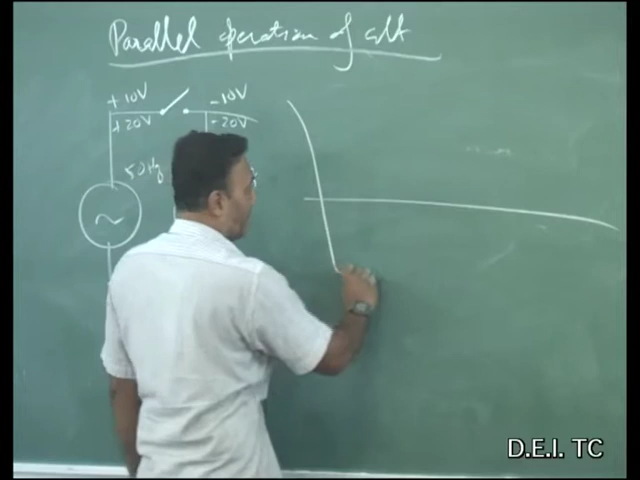 Parallel operation of alt
+10V -10V
+20V -20V
50Hz
D.E.I. TC